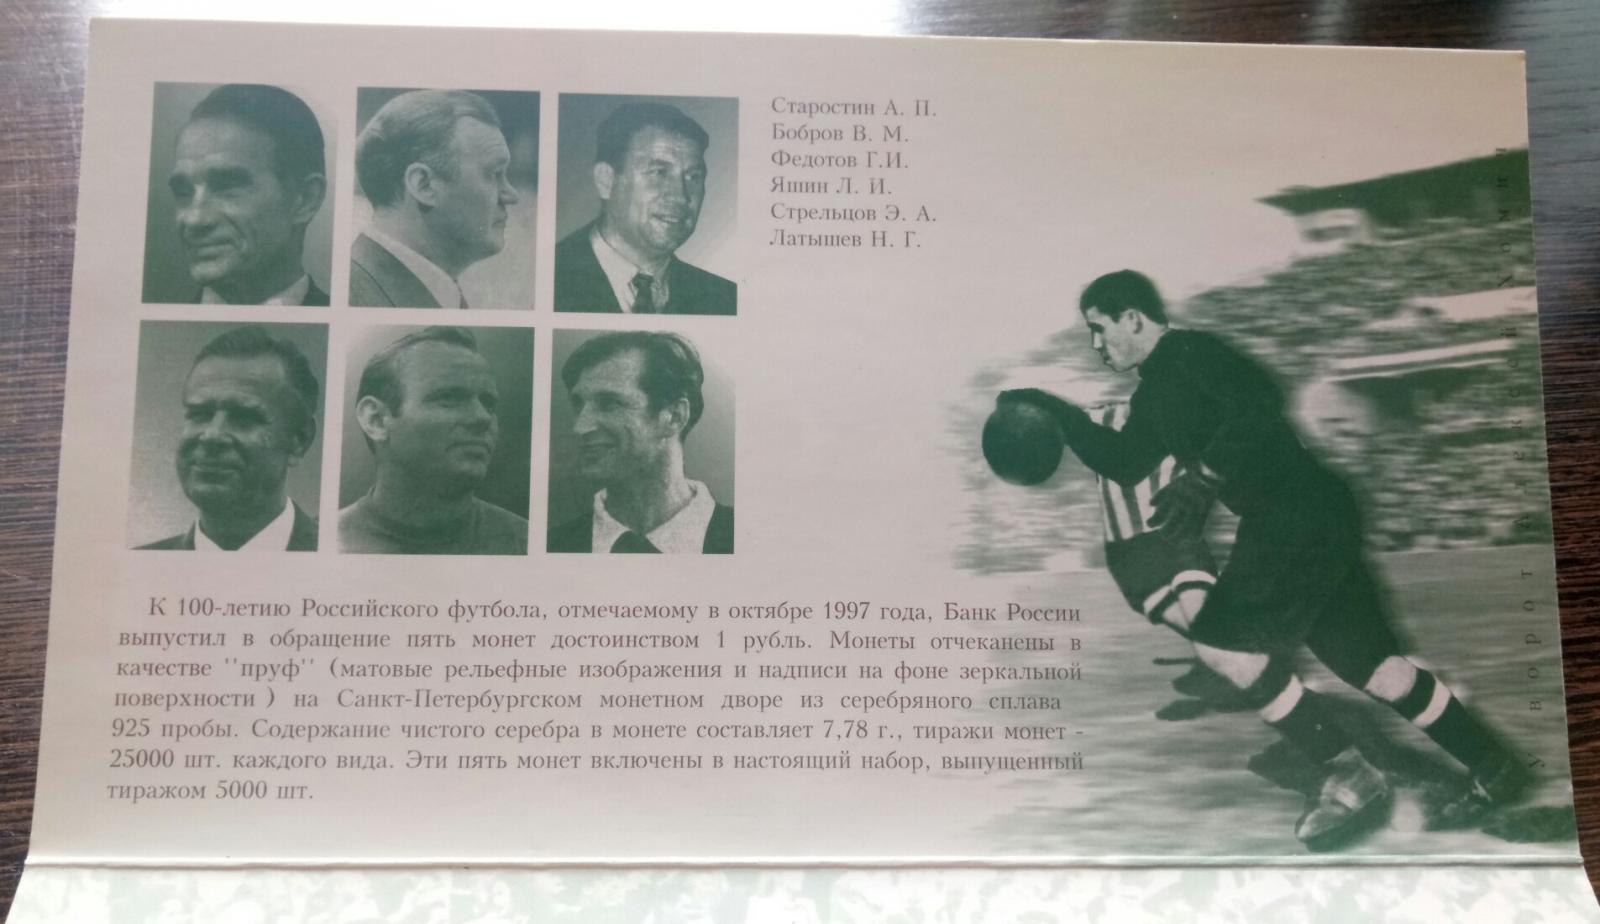 Старостин А. П.
Бобров В. М.
Федотов Г.И.
Яшин Л. И.
Стрельцов Э. А.
Латышев Н. Г.
К 100-летию Российского футбола, отмечаемому в октябре 1997 года, Банк России
выпустил в обращение пять монет достоинством 1 рубль. Монеты отчеканены в
качестве ''пруф'' (матовые рельефные изображения и надписи на фоне зеркальной
поверхности ) на Санкт-Петербургском монетном дворе из серебряного сплава
925 пробы. Содержание чистого серебра в монете составляет 7,78 г., тиражи монет -
25000 шт. каждого вида. Эти пять монет включены в настоящий набор, выпущенный
тиражом 5000 шт.
У ворот Алексей Хомич